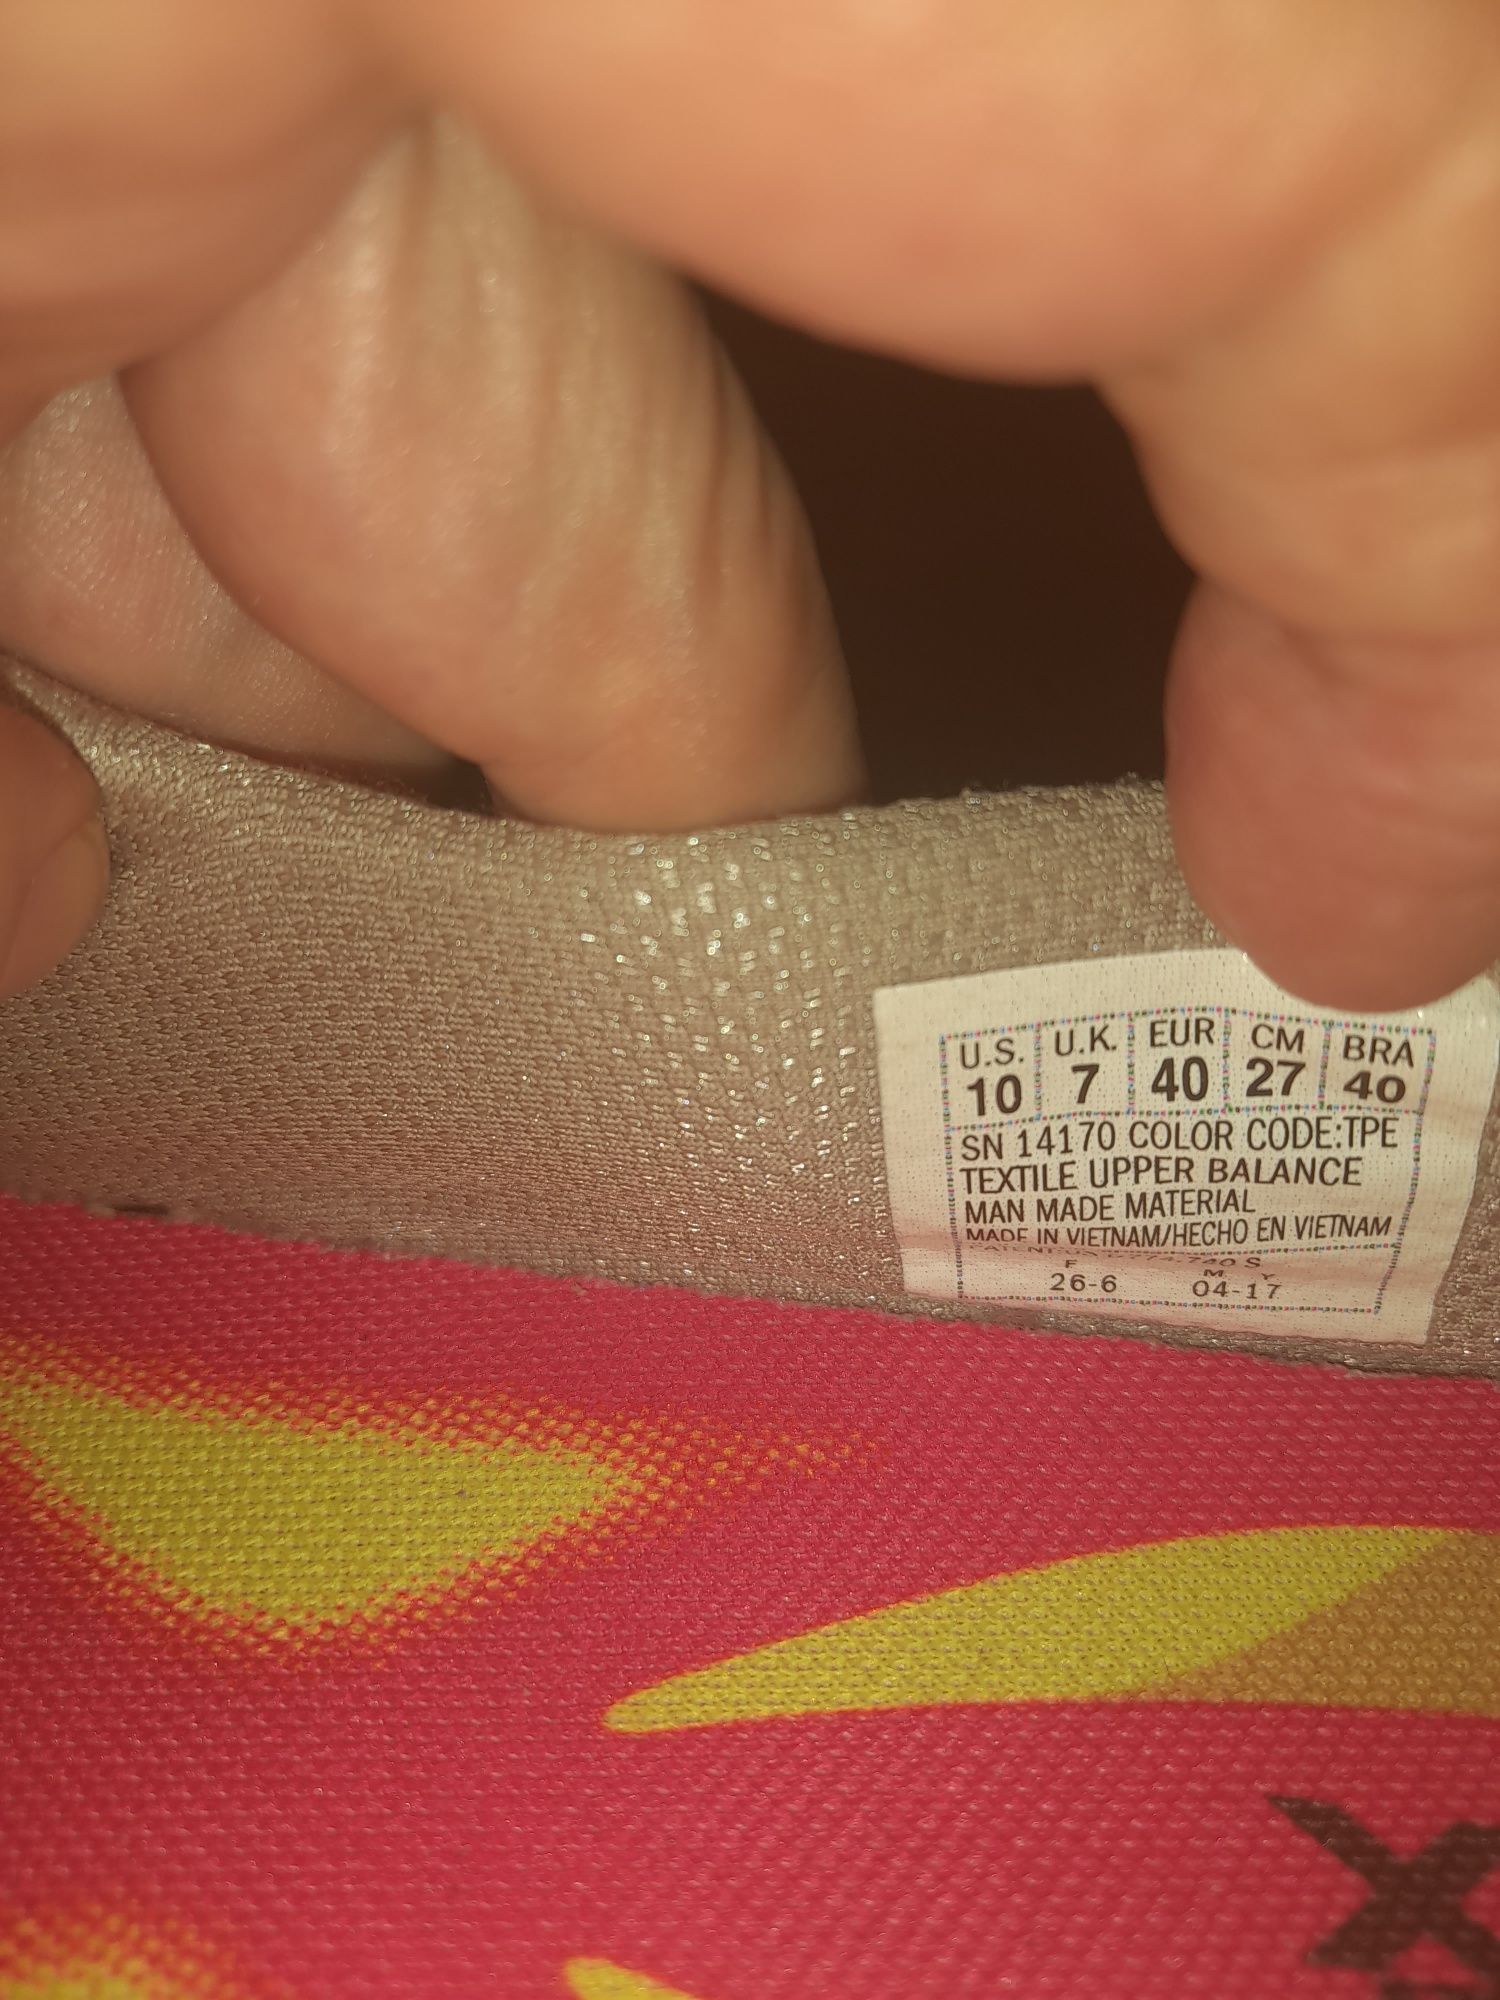 U.S. U.K. EUR CM BRA
10 7 40 27 40
SN 14170 COLOR CODE:TPE
TEXTILE UPPER BALANCE
MAN MADE MATERIAL
MADE IN VIETNAM/HECHO EN VIETNAM
F M Y
26-6 04-17